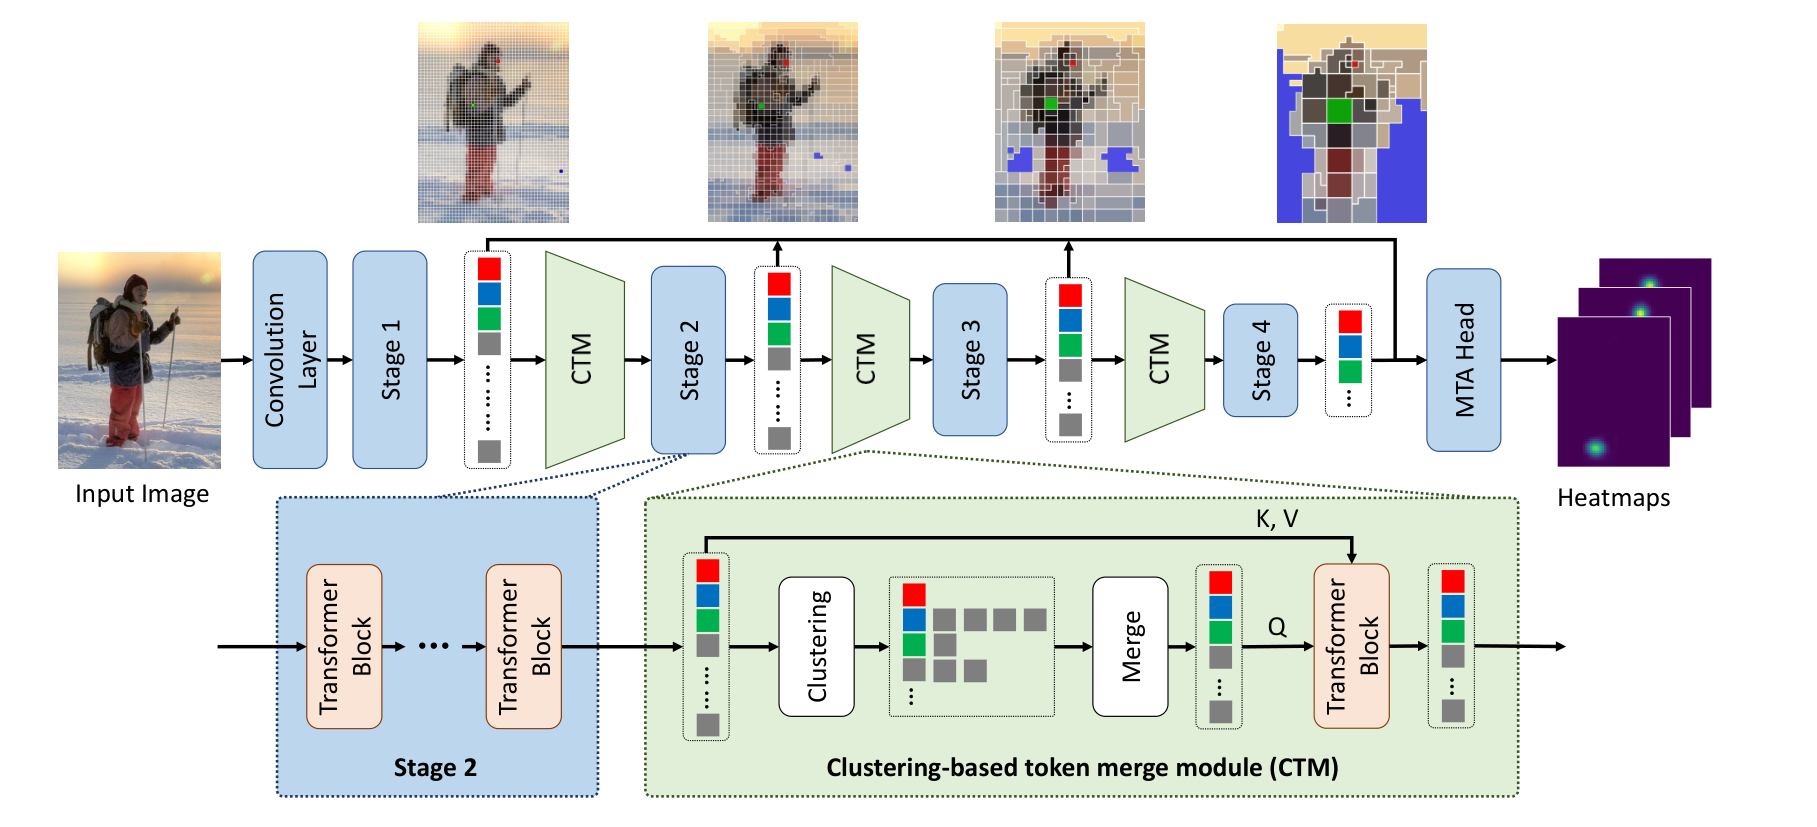 Input Image
Convolution
Layer
Stage 1
CTM
Stage 2
CTM
Stage 3
CTM
Stage 4
MTA Head
Heatmaps
Transformer
Block
Transformer
Block
Stage 2
K, V
Clustering
Merge
Q
Transformer
Block
Clustering-based token merge module (CTM)